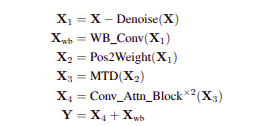 X₁ = X − Denoise(X)
X_wb = WB_Conv(X₁)
X₂ = Pos2Weight(X₁)
X₃ = MTD(X₂)
X₄ = Conv_Attn_Block^×2(X₃)
Y = X₄ + X_wb